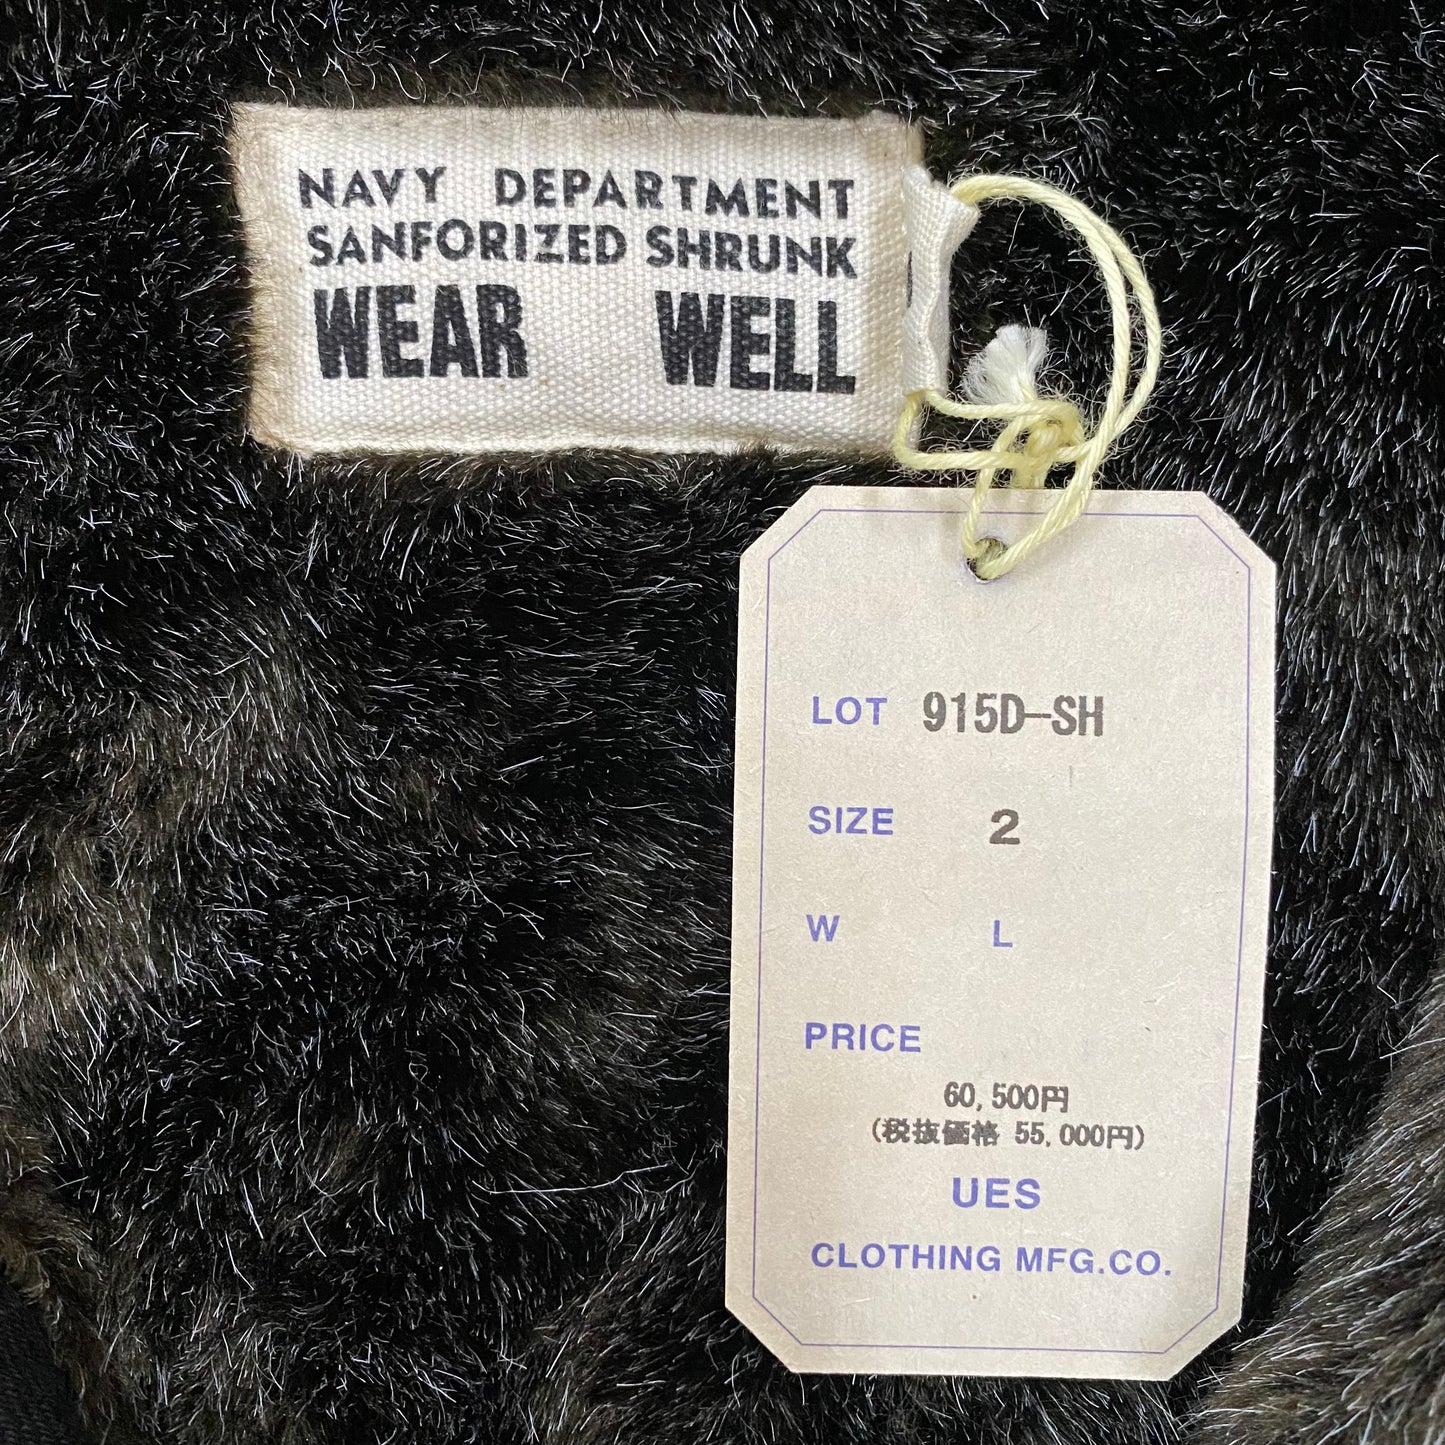 NAVY DEPARTMENT
SANFORIZED SHRUNK
WEAR WELL
LOT 915D-SH
SIZE 2
W L
PRICE
60,500円
(税抜価格 55,000円)
UES
CLOTHING MFG.CO.